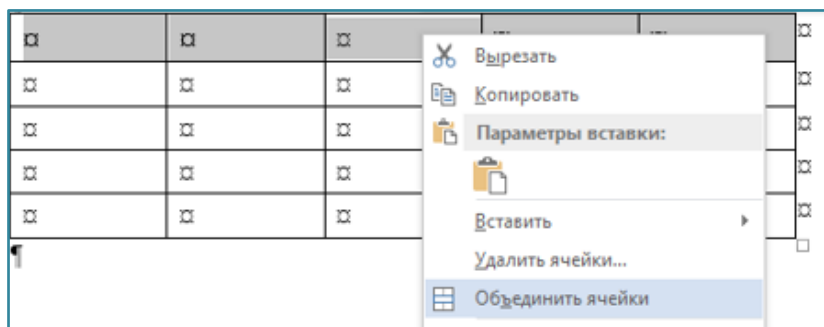 ¤ ¤ ¤ ¤
¤ ¤ ¤ ¤
¤ ¤ ¤ ¤
¤ ¤ ¤ ¤
¤ ¤ ¤ ¤
¶
Вырезать
Копировать
Параметры вставки:
Вставить
Удалить ячейки...
Объединить ячейки